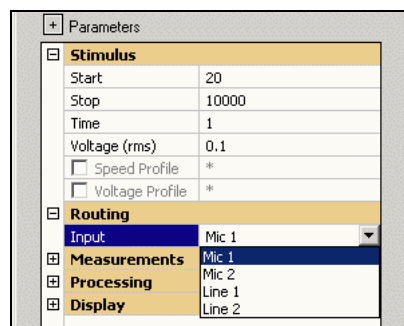 + Parameters
Stimulus
Start 20
Stop 10000
Time 1
Voltage (rms) 0.1
Speed Profile *
Voltage Profile *
Routing
Input Mic 1
Measurements Mic 1
Mic 2
Processing Line 1
Display Line 2